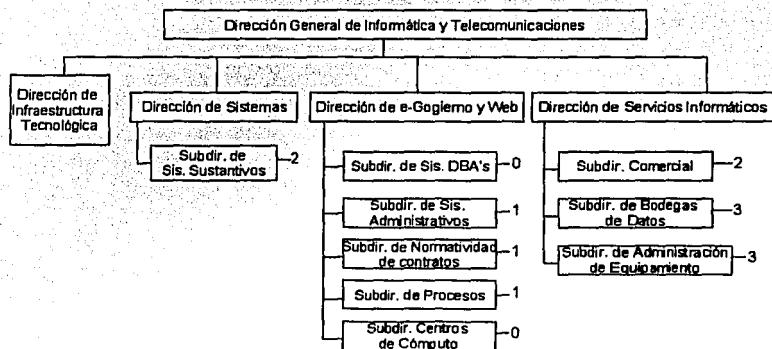 Dirección General de Informática y Telecomunicaciones
Dirección de
Infraestructura
Tecnológica
Dirección de Sistemas
Subdir. de
Sis. Sustantivos
2
Dirección de e-Gogierno y Web
Subdir. de Sis. DBA's
0
Subdir. de Sis.
Administrativos
1
Subdir. de Normatividad
de contratos
1
Subdir. de Procesos
1
Subdir. Centros
de Cómputo
0
Dirección de Servicios Informáticos
Subdir. Comercial
2
Subdir. de Bodegas
de Datos
3
Subdir. de Administración
de Equipamiento
3